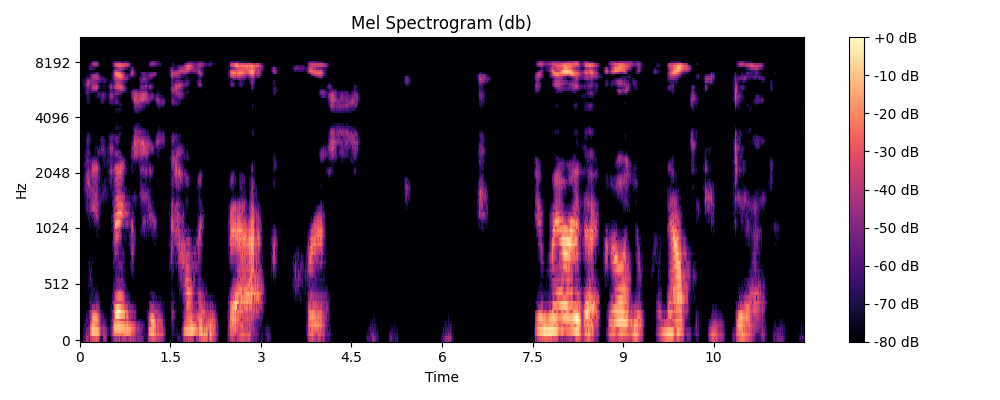 Mel Spectrogram (db)
8192
4096
2048
1024
512
0
Hz
0 1.5 3 4.5 6 7.5 9 10
Time
+0 dB
-10 dB
-20 dB
-30 dB
-40 dB
-50 dB
-60 dB
-70 dB
-80 dB